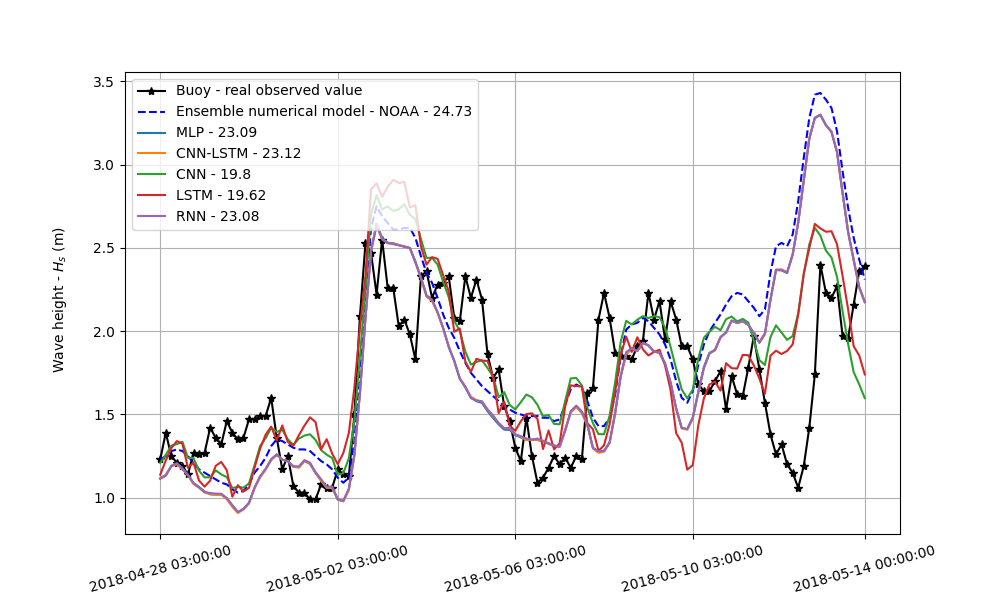 3.5
3.0
2.5
2.0
1.5
1.0
Wave height - Hs (m)
Buoy - real observed value
Ensemble numerical model - NOAA - 24.73
MLP - 23.09
CNN-LSTM - 23.12
CNN - 19.8
LSTM - 19.62
RNN - 23.08
2018-04-28 03:00:00
2018-05-02 03:00:00
2018-05-06 03:00:00
2018-05-10 03:00:00
2018-05-14 00:00:00